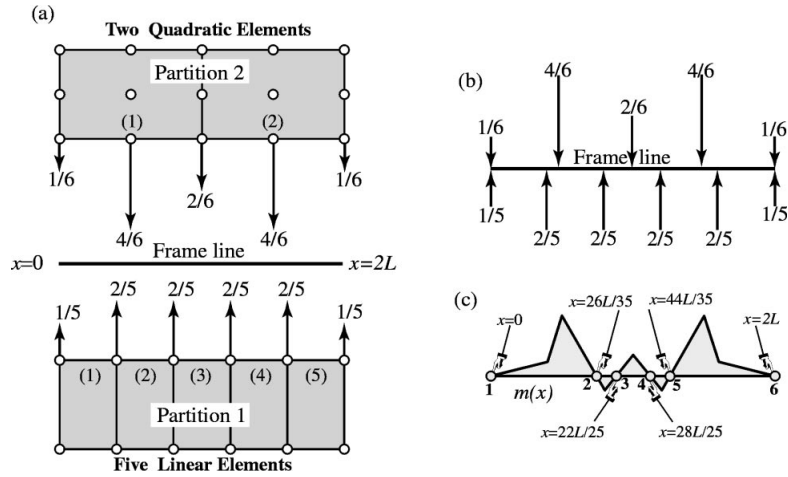 (a)
Two Quadratic Elements
Partition 2
(1) (2)
1/6 1/6
2/6
4/6 4/6
Frame line
x=0 x=2L
2/5 2/5 2/5 2/5
1/5 1/5
(1) (2) (3) (4) (5)
Partition 1
Five Linear Elements
(b)
4/6 4/6
2/6
1/6 1/6
Frame line
1/5 1/5
2/5 2/5 2/5 2/5
(c)
x=0 x=26L/35 x=44L/35 x=2L
1 2 3 4 5 6
m(x)
x=22L/25 x=28L/25